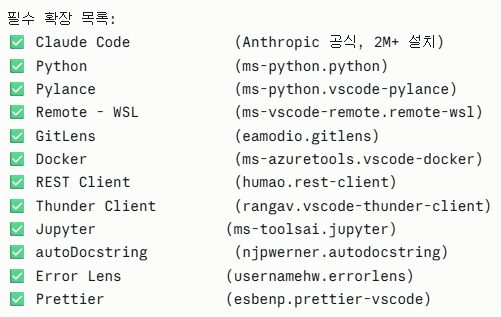 필수 확장 목록:
✅ Claude Code (Anthropic 공식, 2M+ 설치)
✅ Python (ms-python.python)
✅ Pylance (ms-python.vscode-pylance)
✅ Remote - WSL (ms-vscode-remote.remote-wsl)
✅ GitLens (eamodio.gitlens)
✅ Docker (ms-azuretools.vscode-docker)
✅ REST Client (humao.rest-client)
✅ Thunder Client (rangav.vscode-thunder-client)
✅ Jupyter (ms-toolsai.jupyter)
✅ autoDocstring (njpwerner.autodocstring)
✅ Error Lens (usernamehw.errorlens)
✅ Prettier (esbenp.prettier-vscode)